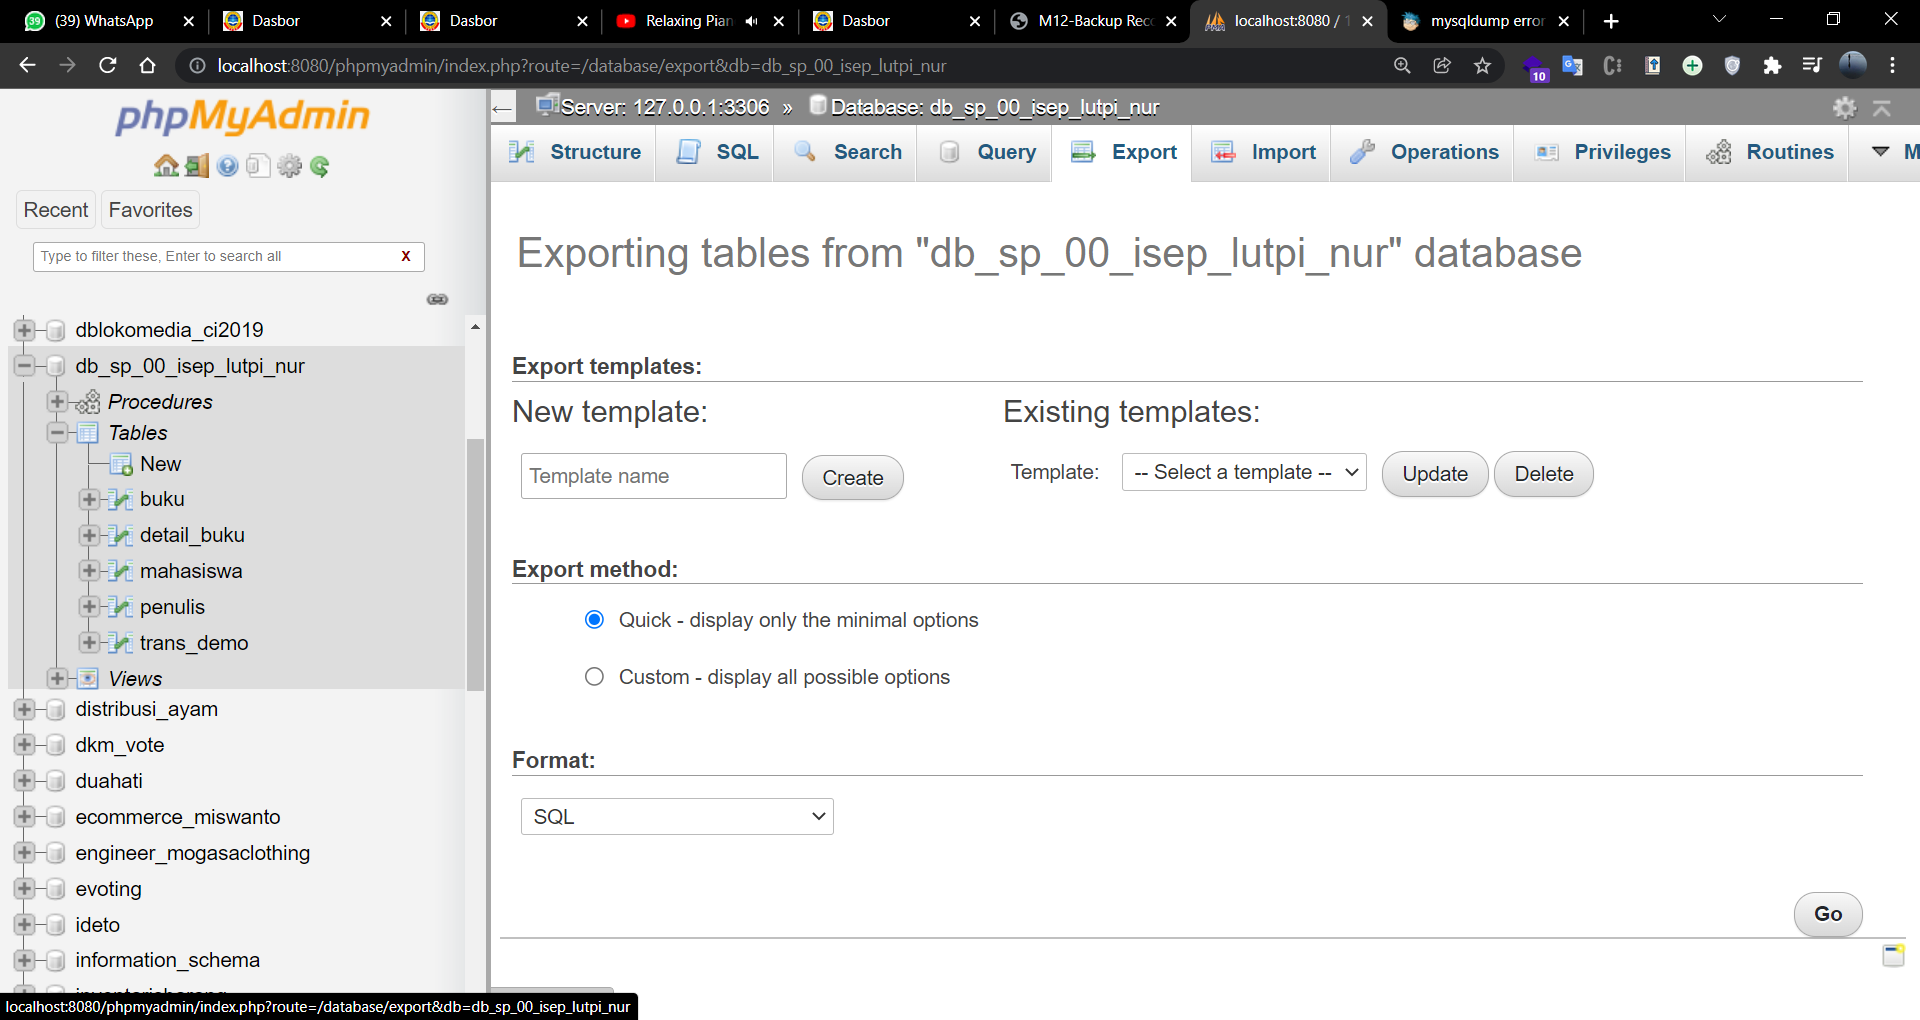 (39) WhatsApp
Dasbor
Dasbor
Relaxing Pian
Dasbor
M12-Backup Rec
localhost:8080 / 1
mysqldump error
localhost:8080/phpmyadmin/index.php?route=/database/export&db=db_sp_00_isep_lutpi_nur
10
phpMyAdmin
Recent
Favorites
Type to filter these, Enter to search all
X
dblokomedia_ci2019
db_sp_00_isep_lutpi_nur
Procedures
Tables
New
buku
detail_buku
mahasiswa
penulis
trans_demo
Views
distribusi_ayam
dkm_vote
duahati
ecommerce_miswanto
engineer_mogasaclothing
evoting
ideto
information_schema
Server: 127.0.0.1:3306 » Database: db_sp_00_isep_lutpi_nur
Structure
SQL
Search
Query
Export
Import
Operations
Privileges
Routines
M
Exporting tables from "db_sp_00_isep_lutpi_nur" database
Export templates:
New template:
Template name
Create
Existing templates:
Template:
-- Select a template --
Update
Delete
Export method:
Quick - display only the minimal options
Custom - display all possible options
Format:
SQL
Go
localhost:8080/phpmyadmin/index.php?route=/database/export&db=db_sp_00_isep_lutpi_nur